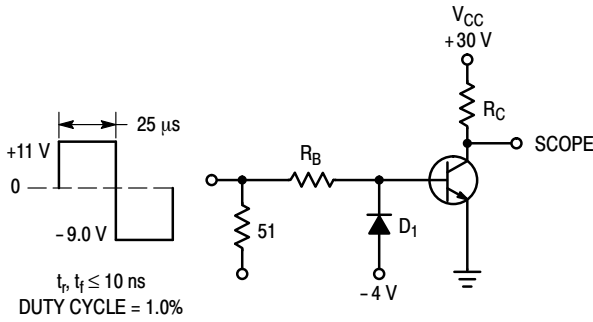 V_CC
+30 V
R_C
SCOPE
25 μs
+11 V
0
−9.0 V
R_B
51
D_1
−4 V
t_r, t_f ≤ 10 ns
DUTY CYCLE = 1.0%